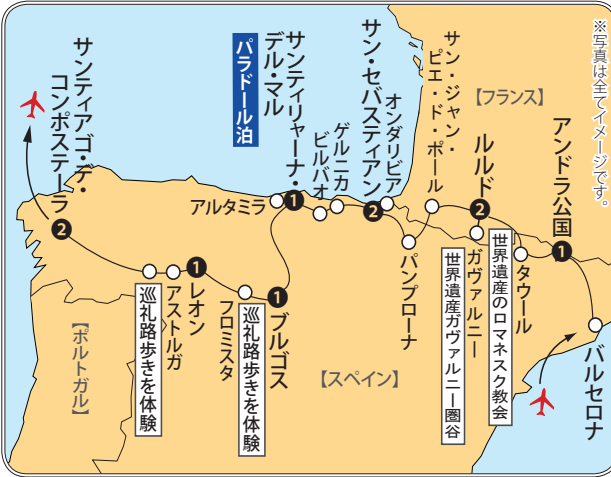 ※写真は全てイメージです。
アンドラ公国
1
バルセロナ
タウール
世界遺産のロマネスク教会
【フランス】
ルルド
2
ガヴァルニー
世界遺産ガヴァルニー圏谷
サン・ジャン・
ピエ・ド・ポール
パンプローナ
オンダリビア
サン・セバスティアン
2
ゲルニカ
ビルバオ
サンティリャーナ・
デル・マル
1
パラドール泊
アルタミラ
【スペイン】
ブルゴス
1
巡礼路歩きを体験
フロミスタ
レオン
1
アストルガ
巡礼路歩きを体験
サンティアゴ・デ・
コンポステーラ
2
【ポルトガル】